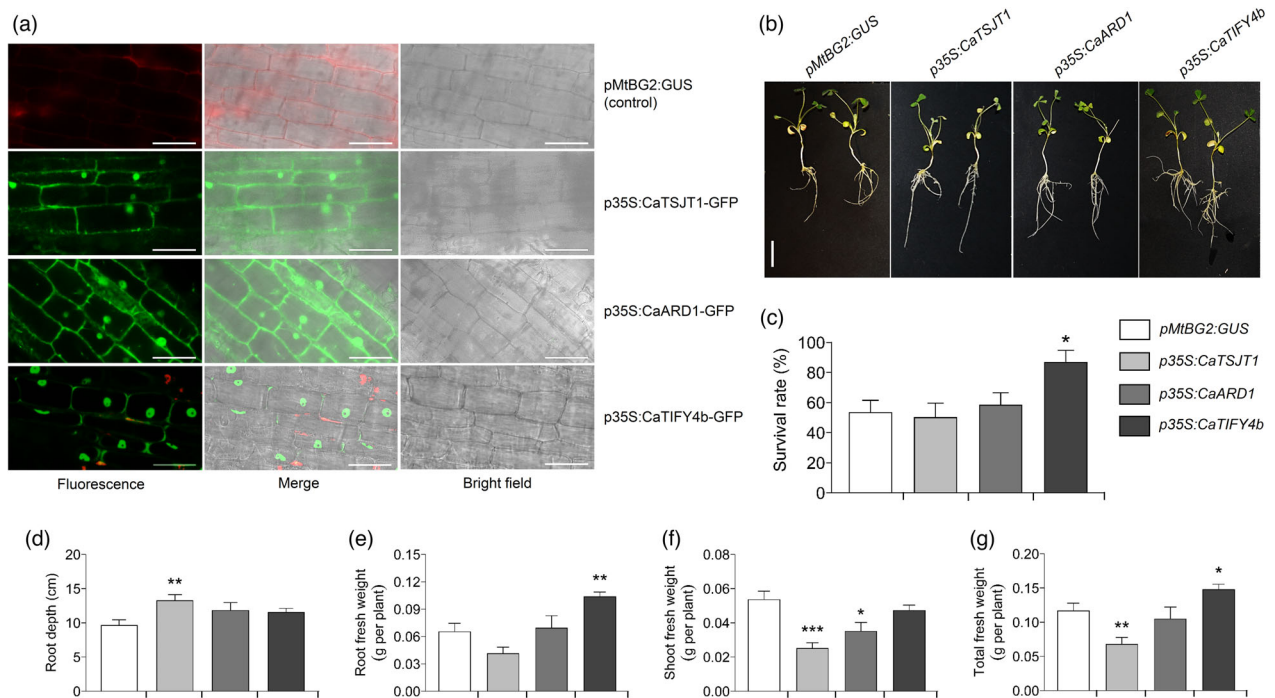 (a)
pMtBG2:GUS
(control)
p35S:CaTSJT1-GFP
p35S:CaARD1-GFP
p35S:CaTIFY4b-GFP
Fluorescence
Merge
Bright field
(b)
pMtBG2:GUS
p35S:CaTSJT1
p35S:CaARD1
p35S:CaTIFY4b
(c)
Survival rate (%)
100
80
60
40
20
0
*
pMtBG2:GUS
p35S:CaTSJT1
p35S:CaARD1
p35S:CaTIFY4b
(d)
Root depth (cm)
20
15
10
5
0
**
(e)
Root fresh weight
(g per plant)
0.15
0.12
0.09
0.06
0.03
0.00
**
(f)
Shoot fresh weight
(g per plant)
0.08
0.06
0.04
0.02
0.00
***
*
(g)
Total fresh weight
(g per plant)
0.20
0.15
0.10
0.05
0.00
**
*